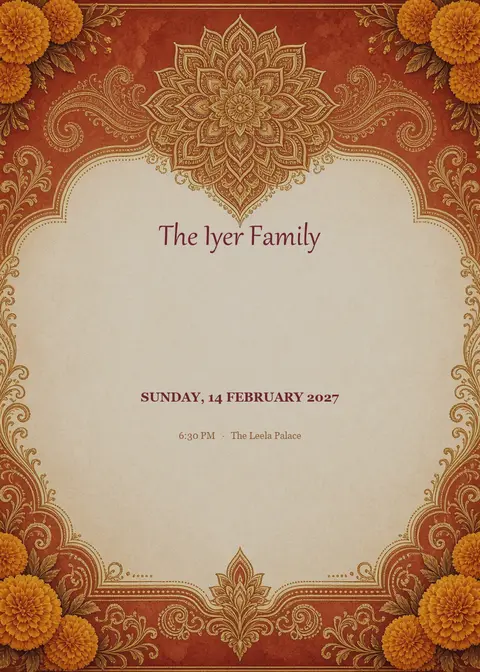 The Iyer Family
SUNDAY, 14 FEBRUARY 2027
6:30 PM · The Leela Palace